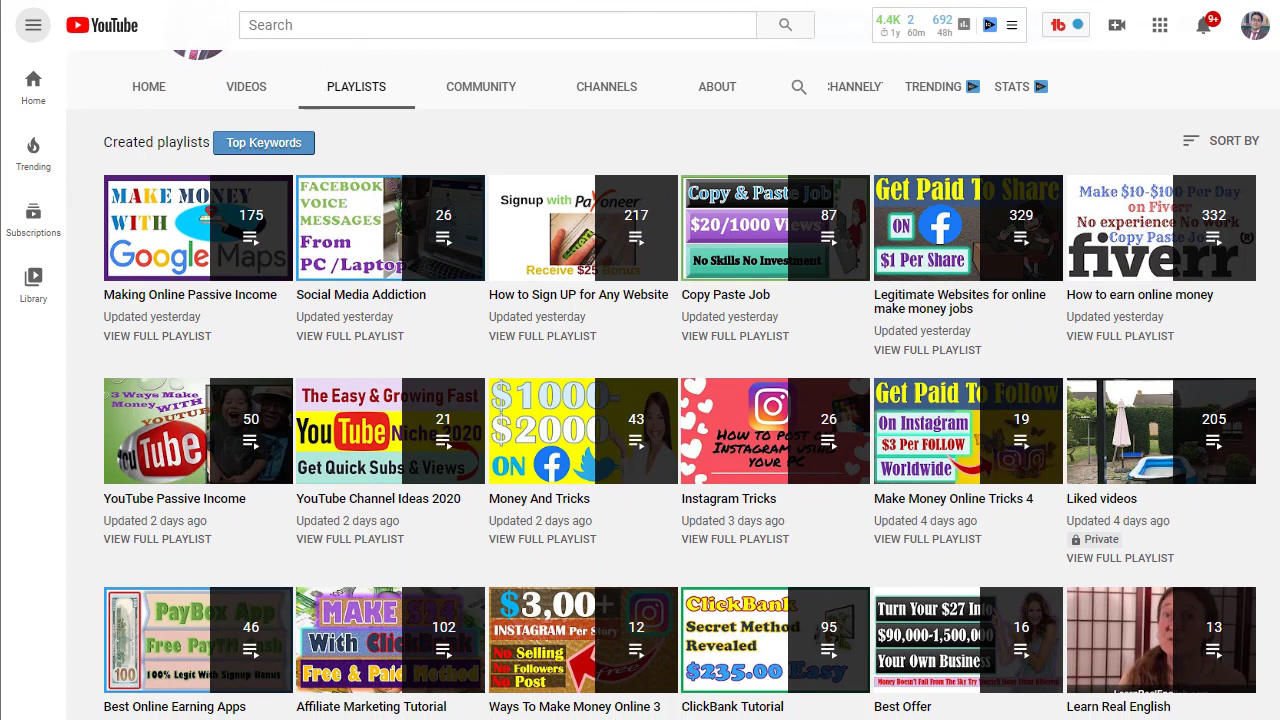 YouTube
Search
4.4K 2 692
1y 60m 48h
tb
9+
Home
Trending
Subscriptions
Library
HOME VIDEOS PLAYLISTS COMMUNITY CHANNELS ABOUT CHANNELY TRENDING STATS
Created playlists Top Keywords SORT BY
MAKE MONEY
WITH
Google Maps
175
FACEBOOK
VOICE
MESSAGES
From
PC /Laptop
26
Signup with Payoneer
Receive $25 Bonus
217
Copy & Paste Job
$20/1000 Views
No Skills No Investment
87
Get Paid To Share
ON
$1 Per Share
329
Make $10-$100 Per Day
on Fiverr
No experience No Work
Copy Paste Job
fiverr
332
Making Online Passive Income
Updated yesterday
VIEW FULL PLAYLIST
Social Media Addiction
Updated yesterday
VIEW FULL PLAYLIST
How to Sign UP for Any Website
Updated yesterday
VIEW FULL PLAYLIST
Copy Paste Job
Updated yesterday
VIEW FULL PLAYLIST
Legitimate Websites for online
make money jobs
Updated yesterday
VIEW FULL PLAYLIST
How to earn online money
Updated yesterday
VIEW FULL PLAYLIST
3 Ways Make
Money WITH
YOUTUBE
You Tube
50
The Easy & Growing Fast
YouTube Niche 2020
Get Quick Subs & Views
21
$1000-
$2000
ON
43
How to post on
Instagram using
your PC
26
Get Paid To Follow
On Instagram
$3 Per FOLLOW
Worldwide
19
205
YouTube Passive Income
Updated 2 days ago
VIEW FULL PLAYLIST
YouTube Channel Ideas 2020
Updated 2 days ago
VIEW FULL PLAYLIST
Money And Tricks
Updated 2 days ago
VIEW FULL PLAYLIST
Instagram Tricks
Updated 3 days ago
VIEW FULL PLAYLIST
Make Money Online Tricks 4
Updated 4 days ago
VIEW FULL PLAYLIST
Liked videos
Updated 4 days ago
Private
VIEW FULL PLAYLIST
PayBox App
Free PayTM Cash
100% Legit With Signup Bonus
100
46
MAKE $14
With ClickBank
Free & Paid Method
102
$3,00+
INSTAGRAM Per Story
No Selling
No Followers
No Post
12
ClickBank
Secret Method
Revealed
$235.00 Easy
95
Turn Your $27 Into
$90,000-1,500,000
Your Own Business
16
LearnRealEnglish.com
13
Best Online Earning Apps
Affiliate Marketing Tutorial
Ways To Make Money Online 3
ClickBank Tutorial
Best Offer
Learn Real English